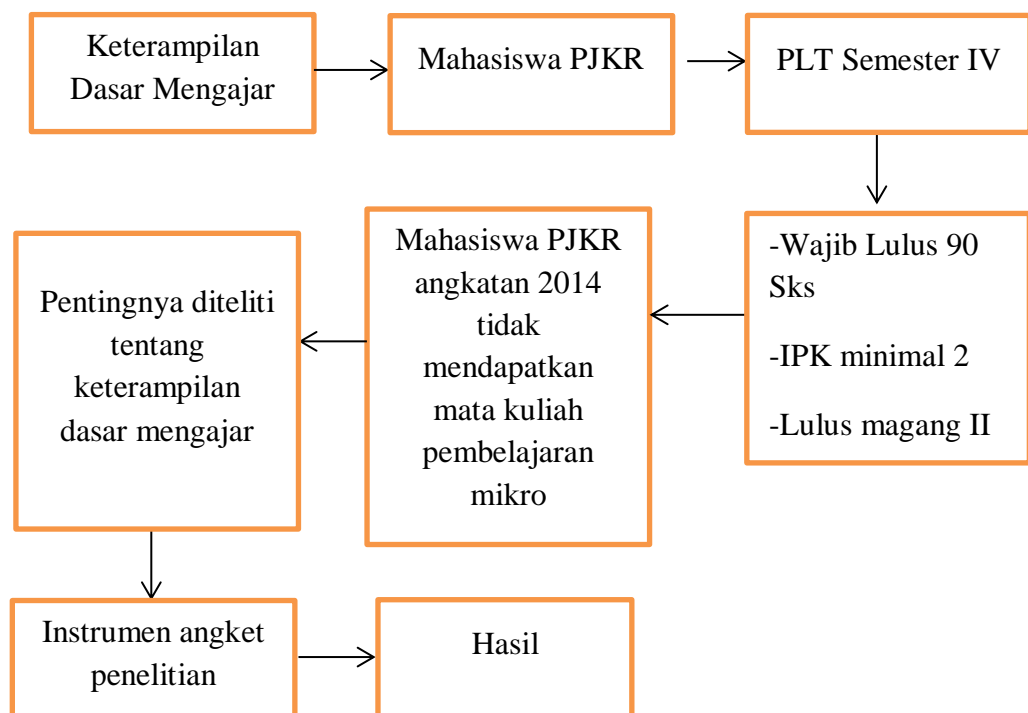 Keterampilan
Dasar Mengajar
Mahasiswa PJKR
PLT Semester IV
-Wajib Lulus 90
Sks
-IPK minimal 2
-Lulus magang II
Mahasiswa PJKR
angkatan 2014
tidak
mendapatkan
mata kuliah
pembelajaran
mikro
Pentingnya diteliti
tentang
keterampilan
dasar mengajar
Instrumen angket
penelitian
Hasil